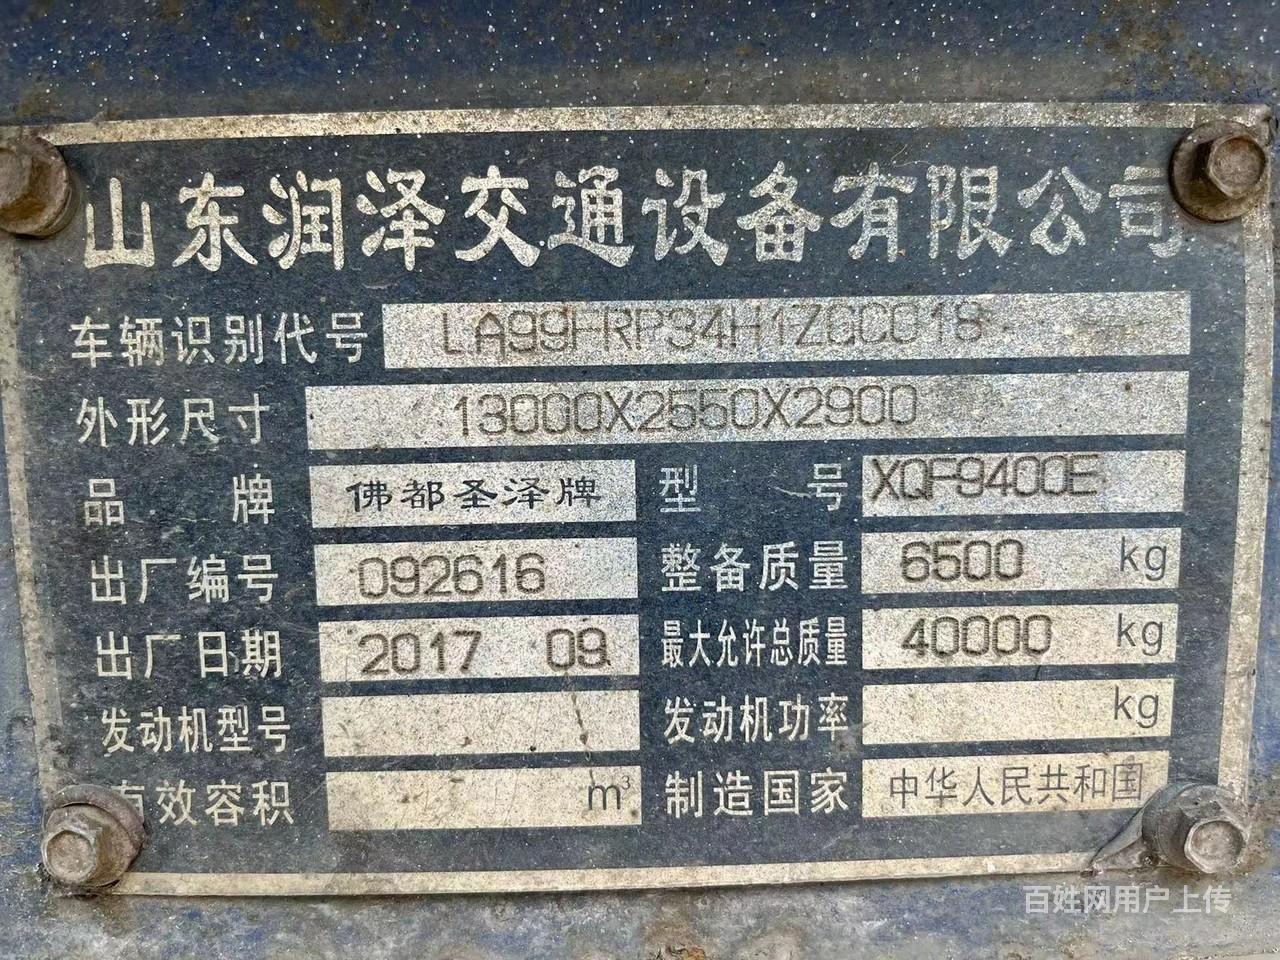 山东润泽交通设备有限公司
车辆识别代号 LA99FRP34H1ZGC018
外形尺寸 13000X2550X2900
品牌 佛都圣泽牌 型号 XQF9400E
出厂编号 092616 整备质量 6500 kg
出厂日期 2017 09 最大允许总质量 40000 kg
发动机型号 发动机功率 kg
有效容积 m³ 制造国家 中华人民共和国
百姓网用户上传